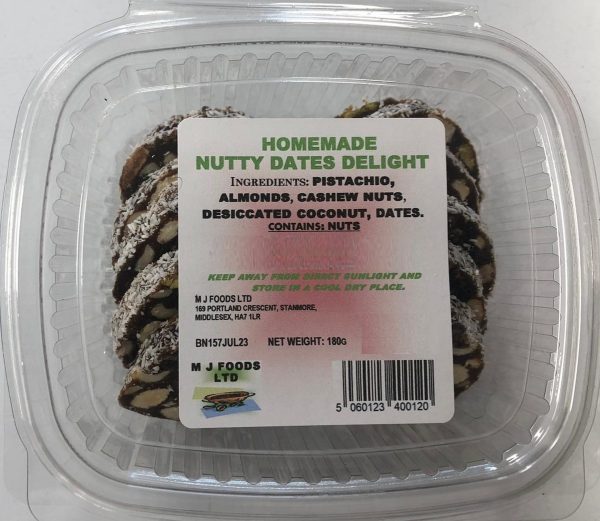 HOMEMADE
NUTTY DATES DELIGHT
INGREDIENTS: PISTACHIO,
ALMONDS, CASHEW NUTS,
DESICCATED COCONUT, DATES.
CONTAINS: NUTS
KEEP AWAY FROM DIRECT SUNLIGHT AND
STORE IN A COOL DRY PLACE.
M J FOODS LTD
169 PORTLAND CRESCENT, STANMORE,
MIDDLESEX, HA7 1LR
BN157JUL23 NET WEIGHT: 180G
M J FOODS
LTD
5 060123 400120